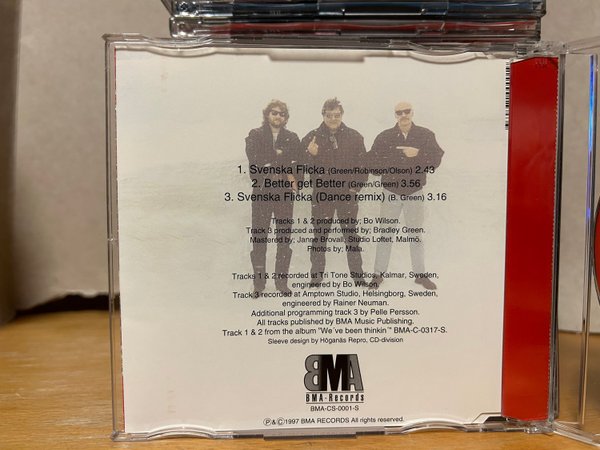 1. Svenska Flicka (Green/Robinson/Olson) 2.43
2. Better get Better (Green/Green) 3.56
3. Svenska Flicka (Dance remix) (B. Green) 3.16
Tracks 1 & 2 produced by; Bo Wilson.
Track 3 produced and performed by; Bradley Green.
Mastered by; Janne Brovall, Studio Loftet, Malmö.
Photos by; Mala.
Tracks 1 & 2 recorded at Tri Tone Studios, Kalmar, Sweden,
engineered by Bo Wilson.
Track 3 recorded at Amptown Studio, Helsingborg, Sweden,
engineered by Rainer Neuman.
Additional programming track 3 by Pelle Persson.
All tracks published by BMA Music Publishing.
Track 1 & 2 from the album "We´ve been thinkin" BMA-C-0317-S.
Sleeve design by Höganäs Repro, CD-division
BMA
BMA-Records
BMA-CS-0001-S
℗&©1997 BMA RECORDS All rights reserved.